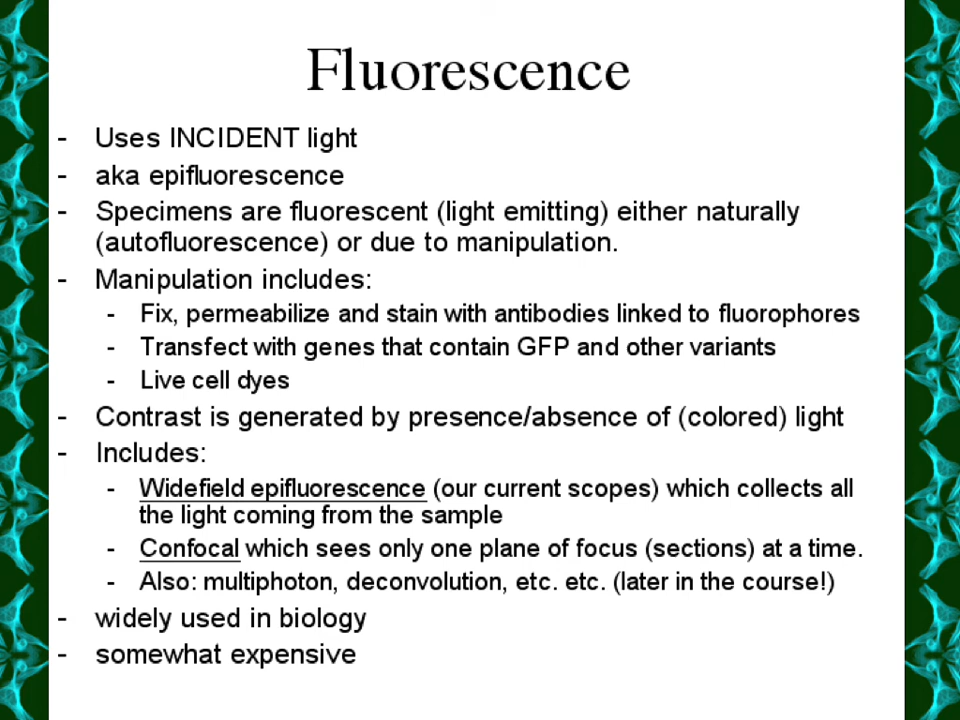 Fluorescence
- Uses INCIDENT light
- aka epifluorescence
- Specimens are fluorescent (light emitting) either naturally
(autofluorescence) or due to manipulation.
- Manipulation includes:
- Fix, permeabilize and stain with antibodies linked to fluorophores
- Transfect with genes that contain GFP and other variants
- Live cell dyes
- Contrast is generated by presence/absence of (colored) light
- Includes:
- Widefield epifluorescence (our current scopes) which collects all
the light coming from the sample
- Confocal which sees only one plane of focus (sections) at a time.
- Also: multiphoton, deconvolution, etc. etc. (later in the course!)
- widely used in biology
- somewhat expensive